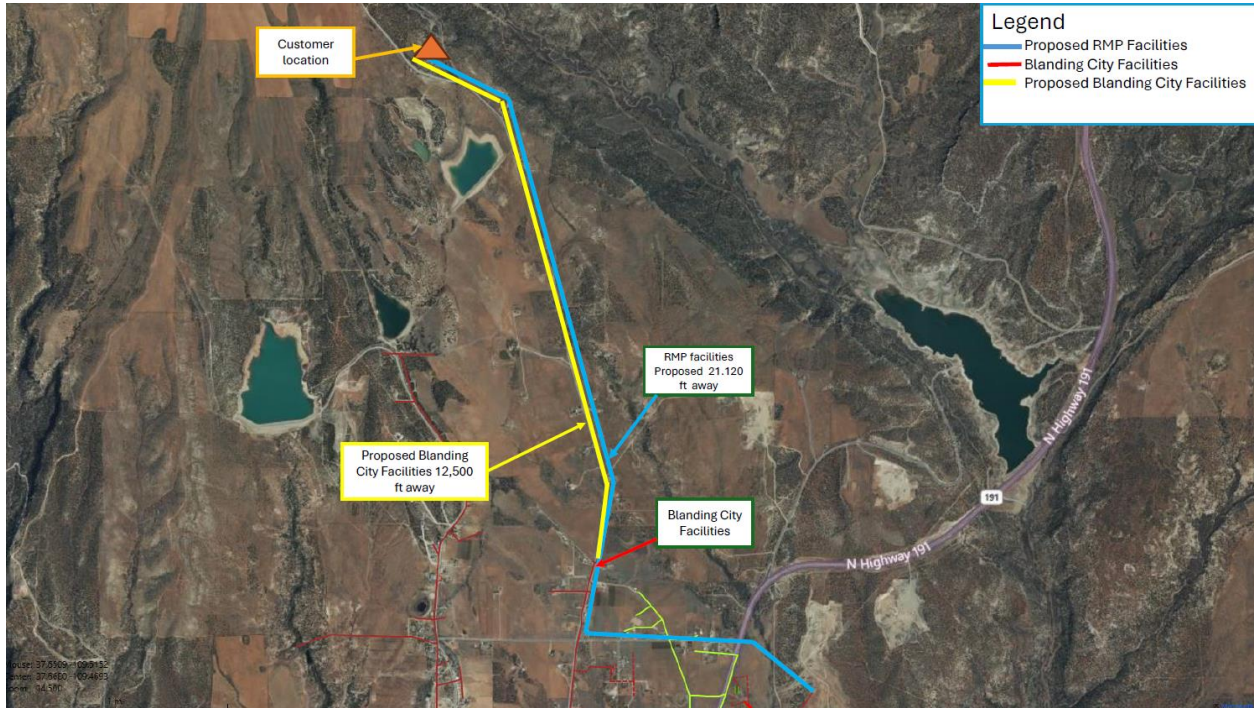 Legend
Proposed RMP Facilities
Blanding City Facilities
Proposed Blanding City Facilities
Customer
location
RMP facilities
Proposed 21.120
ft away
Proposed Blanding
City Facilities 12,500
ft away
Blanding City
Facilities
191
N Highway 191
N Highway 191